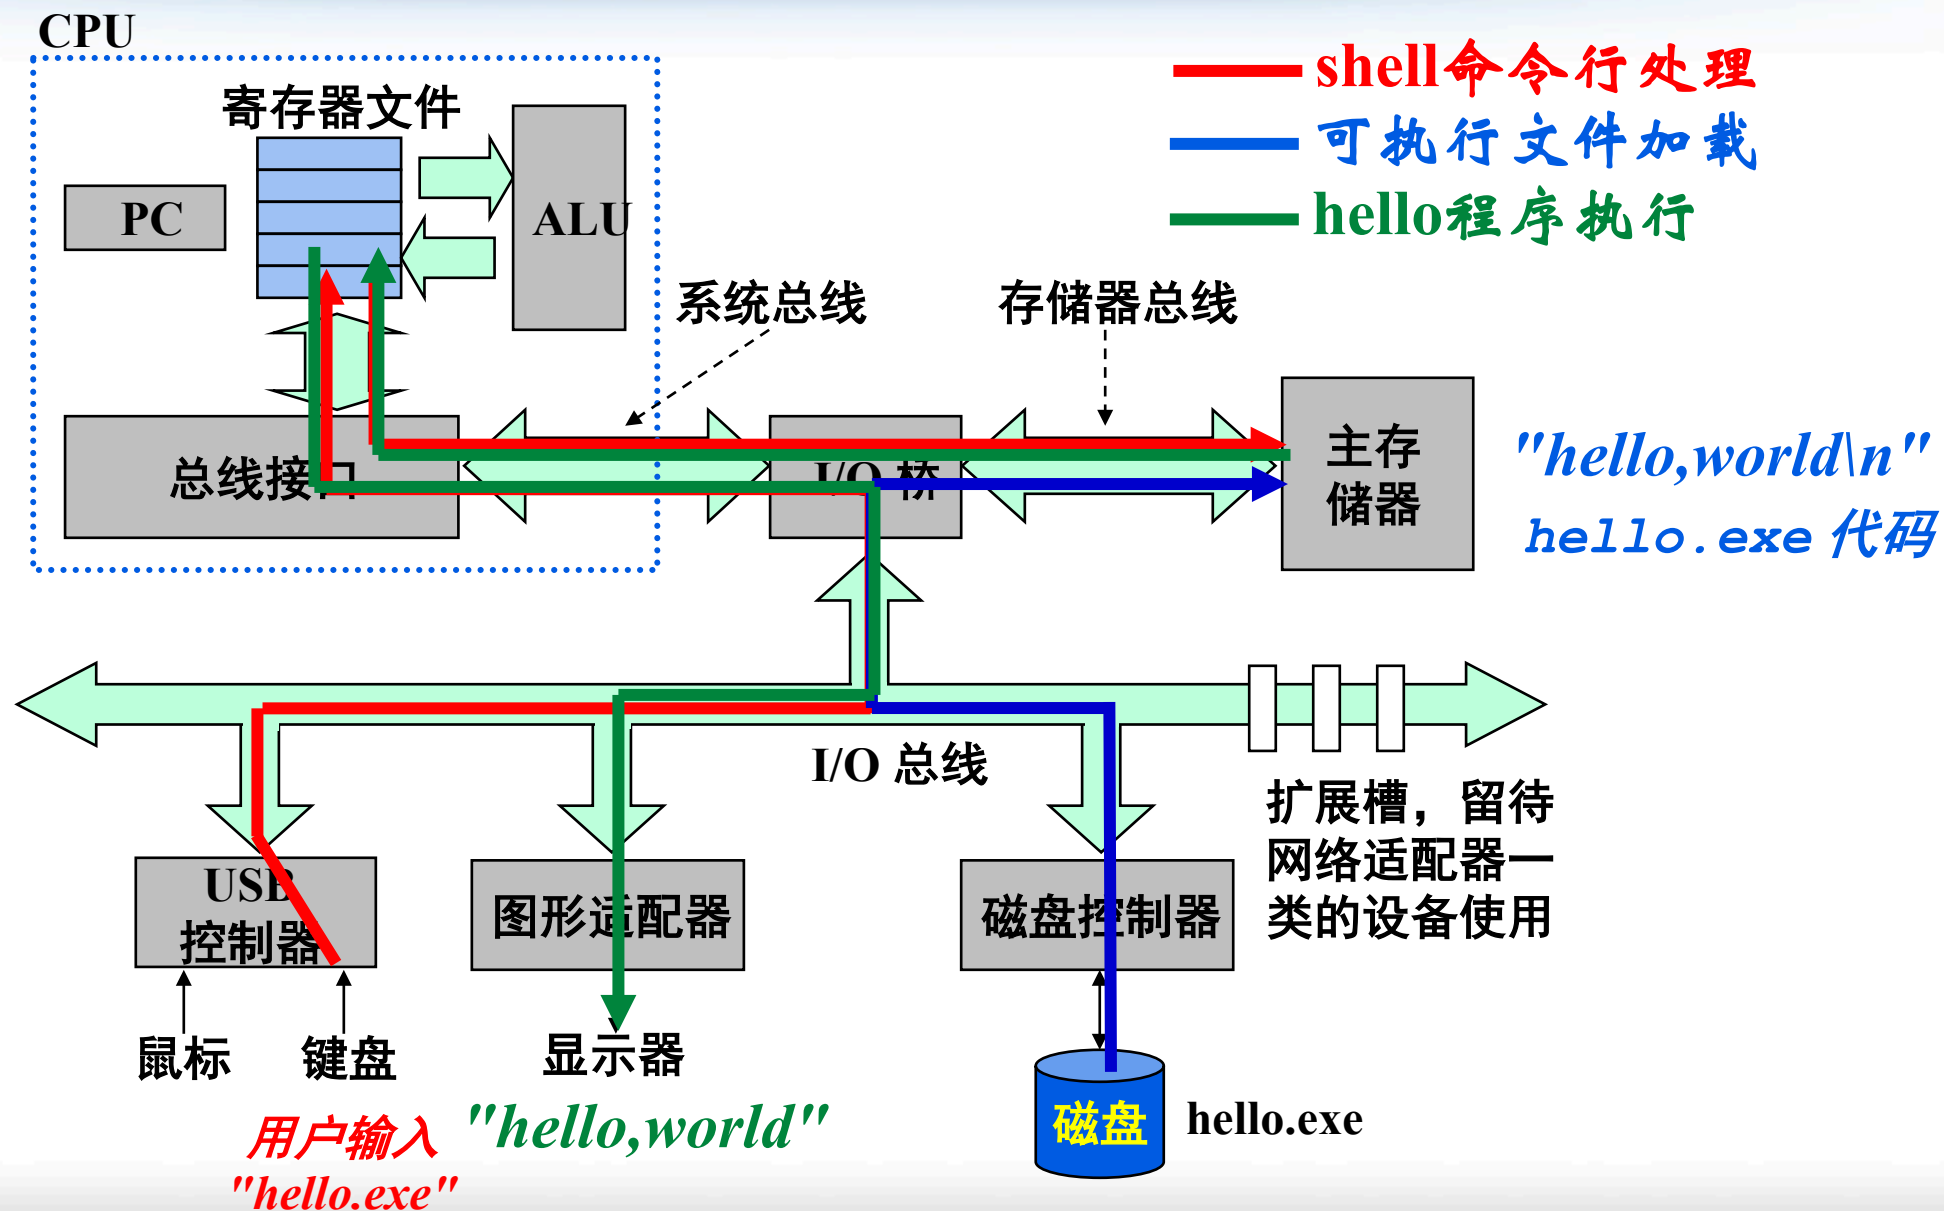 CPU
寄存器文件
PC
ALU
shell命令行处理
可执行文件加载
hello程序执行
系统总线
存储器总线
总线接口
I/O 桥
主存
储器
"hello,world\n"
hello.exe 代码
I/O 总线
扩展槽，留待
网络适配器一
类的设备使用
USB
控制器
图形适配器
磁盘控制器
鼠标
键盘
显示器
用户输入
"hello.exe"
"hello,world"
磁盘
hello.exe